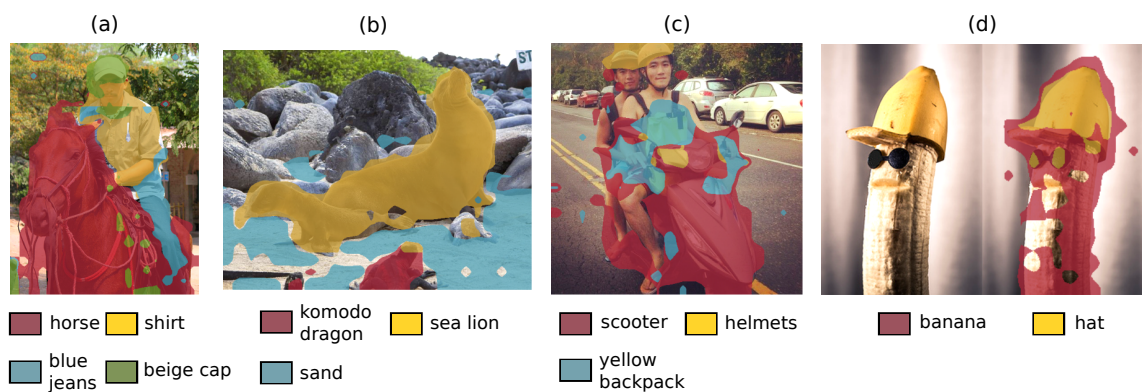 (a)
(b)
(c)
(d)
ST
horse
shirt
blue
jeans
beige cap
komodo
dragon
sea lion
sand
scooter
helmets
yellow
backpack
banana
hat